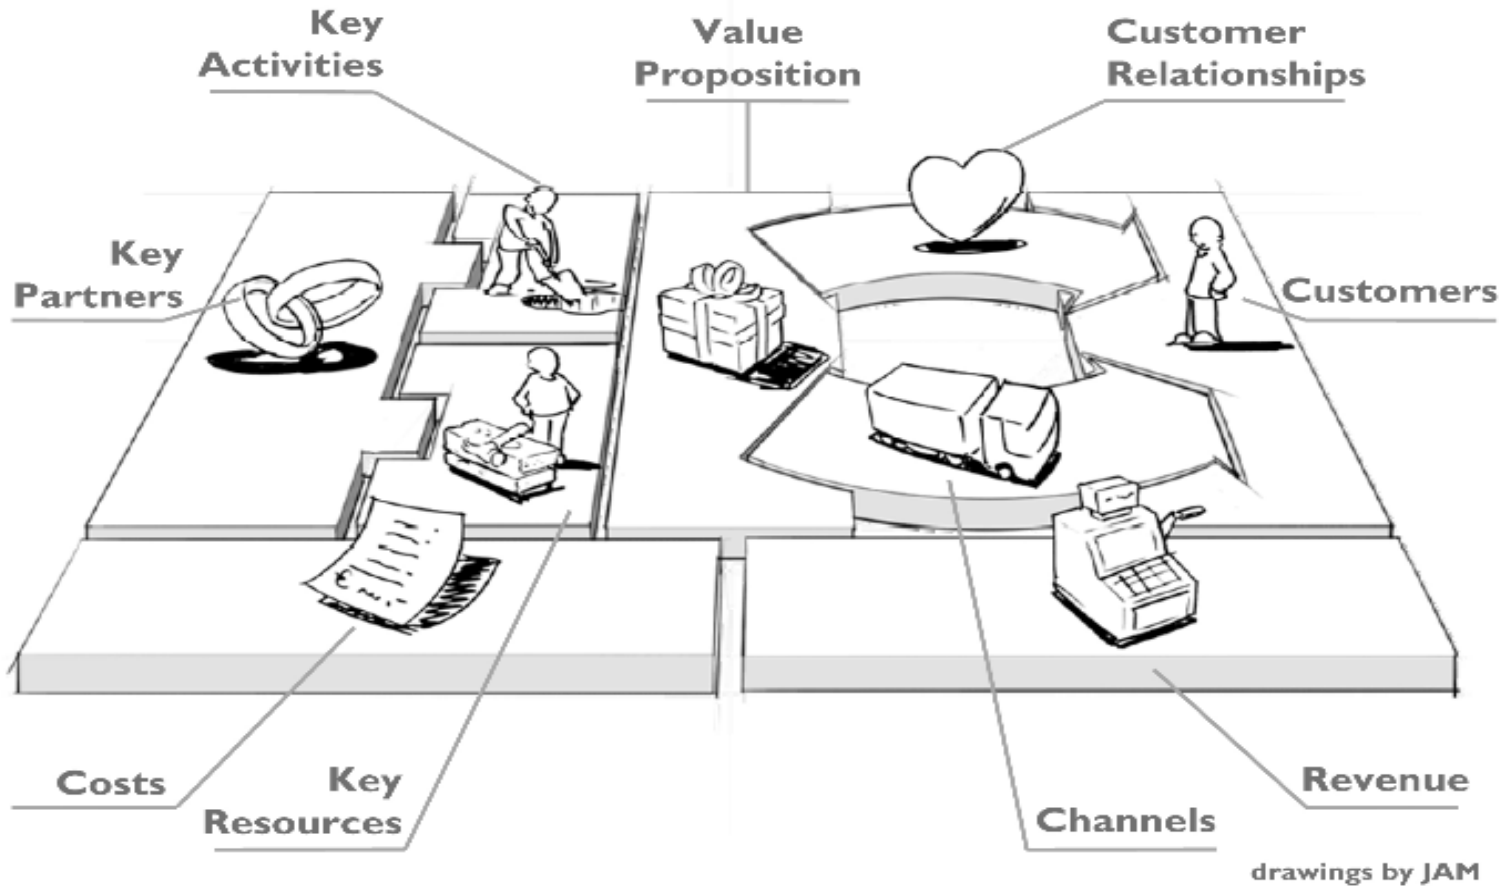 Key
Activities
Value
Proposition
Customer
Relationships
Key
Partners
Customers
Costs
Key
Resources
Channels
Revenue
drawings by JAM